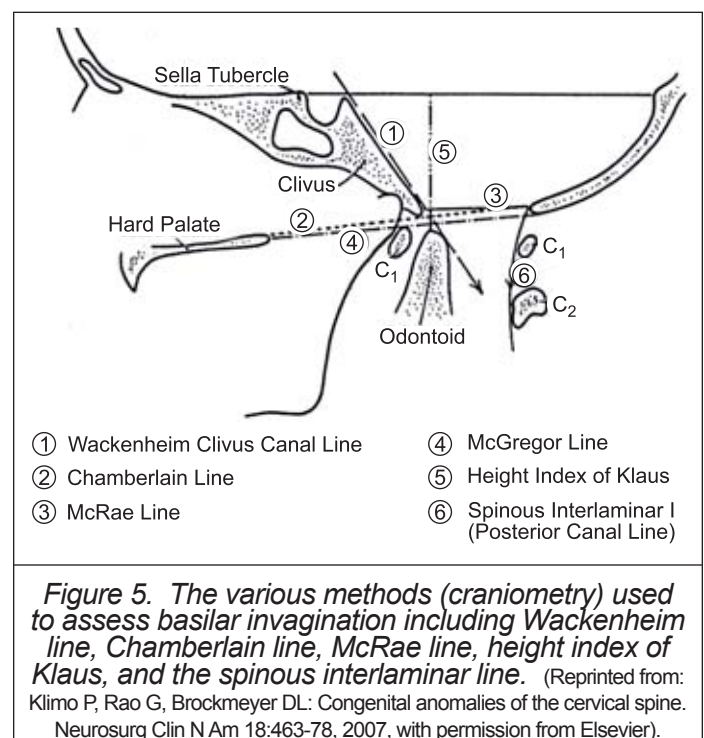 Sella Tubercle
①
⑤
Clivus
③
Hard Palate
②
④
C1
C1
⑥
C2
Odontoid
① Wackenheim Clivus Canal Line
② Chamberlain Line
③ McRae Line
④ McGregor Line
⑤ Height Index of Klaus
⑥ Spinous Interlaminar I
(Posterior Canal Line)
Figure 5. The various methods (craniometry) used
to assess basilar invagination including Wackenheim
line, Chamberlain line, McRae line, height index of
Klaus, and the spinous interlaminar line. (Reprinted from:
Klimo P, Rao G, Brockmeyer DL: Congenital anomalies of the cervical spine.
Neurosurg Clin N Am 18:463-78, 2007, with permission from Elsevier).